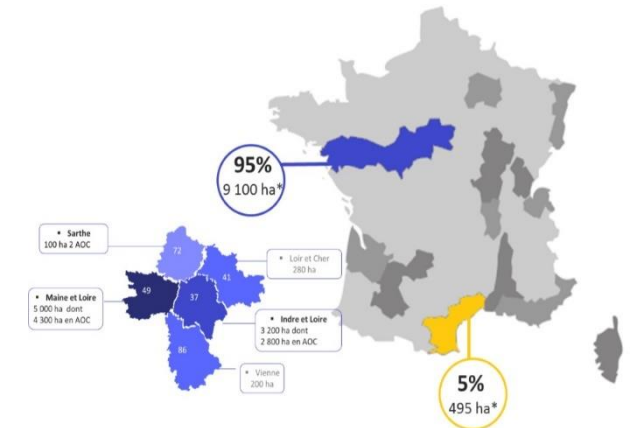 95%
9 100 ha*
• Sarthe
100 ha 2 AOC
72
• Loir et Cher
280 ha
41
49
37
• Maine et Loire
5 000 ha dont
4 300 ha en AOC
• Indre et Loire
3 200 ha dont
2 800 ha en AOC
86
• Vienne
200 ha
5%
495 ha*